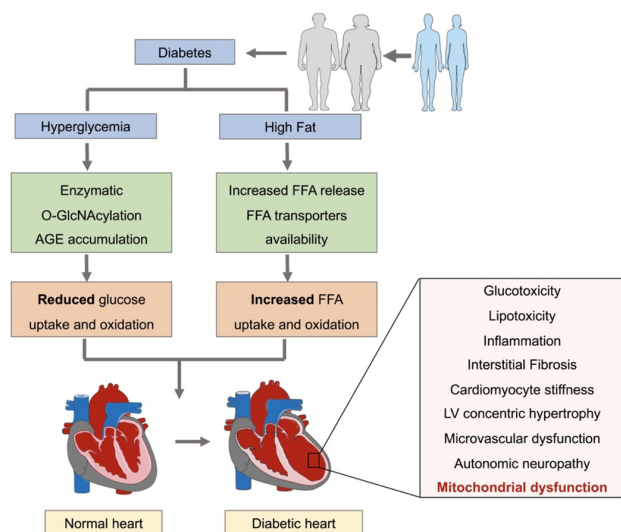 Diabetes
Hyperglycemia
High Fat
Enzymatic
O-GlcNAcylation
AGE accumulation
Increased FFA release
FFA transporters
availability
Reduced glucose
uptake and oxidation
Increased FFA
uptake and oxidation
Glucotoxicity
Lipotoxicity
Inflammation
Interstitial Fibrosis
Cardiomyocyte stiffness
LV concentric hypertrophy
Microvascular dysfunction
Autonomic neuropathy
Mitochondrial dysfunction
Normal heart
Diabetic heart